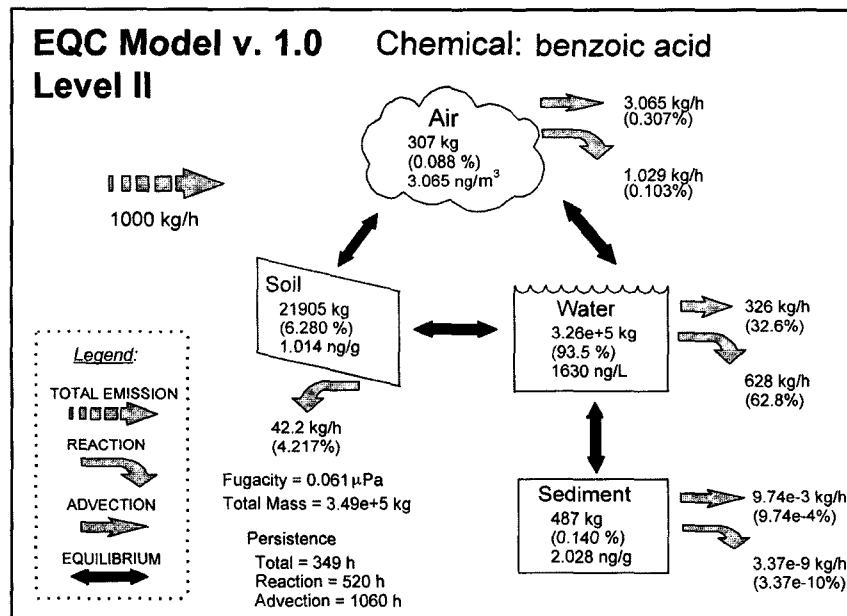 EQC Model v. 1.0
Level II
Chemical: benzoic acid
Air
307 kg
(0.088 %)
3.065 ng/m³
3.065 kg/h
(0.307%)
1.029 kg/h
(0.103%)
1000 kg/h
Soil
21905 kg
(6.280 %)
1.014 ng/g
42.2 kg/h
(4.217%)
Water
3.26e+5 kg
(93.5 %)
1630 ng/L
326 kg/h
(32.6%)
628 kg/h
(62.8%)
Sediment
487 kg
(0.140 %)
2.028 ng/g
9.74e-3 kg/h
(9.74e-4%)
3.37e-9 kg/h
(3.37e-10%)
Legend:
TOTAL EMISSION
REACTION
ADVECTION
EQUILIBRIUM
Fugacity = 0.061 µPa
Total Mass = 3.49e+5 kg
Persistence
Total = 349 h
Reaction = 520 h
Advection = 1060 h